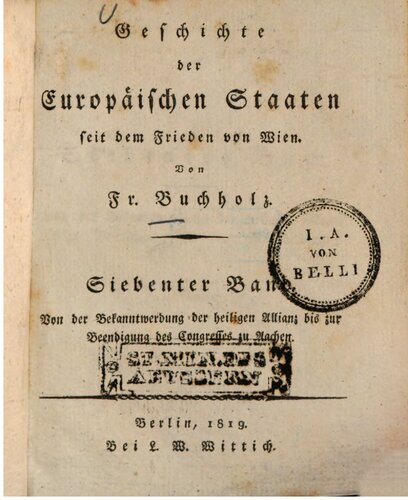 Geschichte
der
Europäischen Staaten
seit dem Frieden von Wien.
Von
Fr. Buchholz.
I. A.
VON
BELLI
Siebenter Band.
Von der Bekanntwerdung der heiligen Allianz bis zur
Beendigung des Congresses zu Aachen.
Berlin, 1819.
Bei L. W. Wittich.